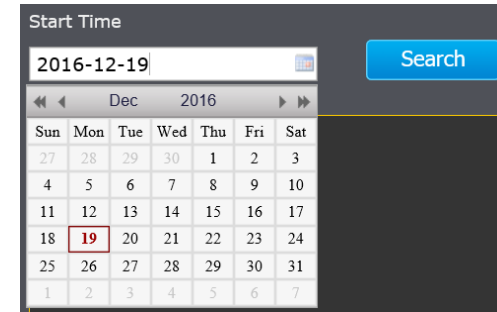 Start Time
2016-12-19
Search
Dec 2016
Sun Mon Tue Wed Thu Fri Sat
27 28 29 30 1 2 3
4 5 6 7 8 9 10
11 12 13 14 15 16 17
18 19 20 21 22 23 24
25 26 27 28 29 30 31
1 2 3 4 5 6 7